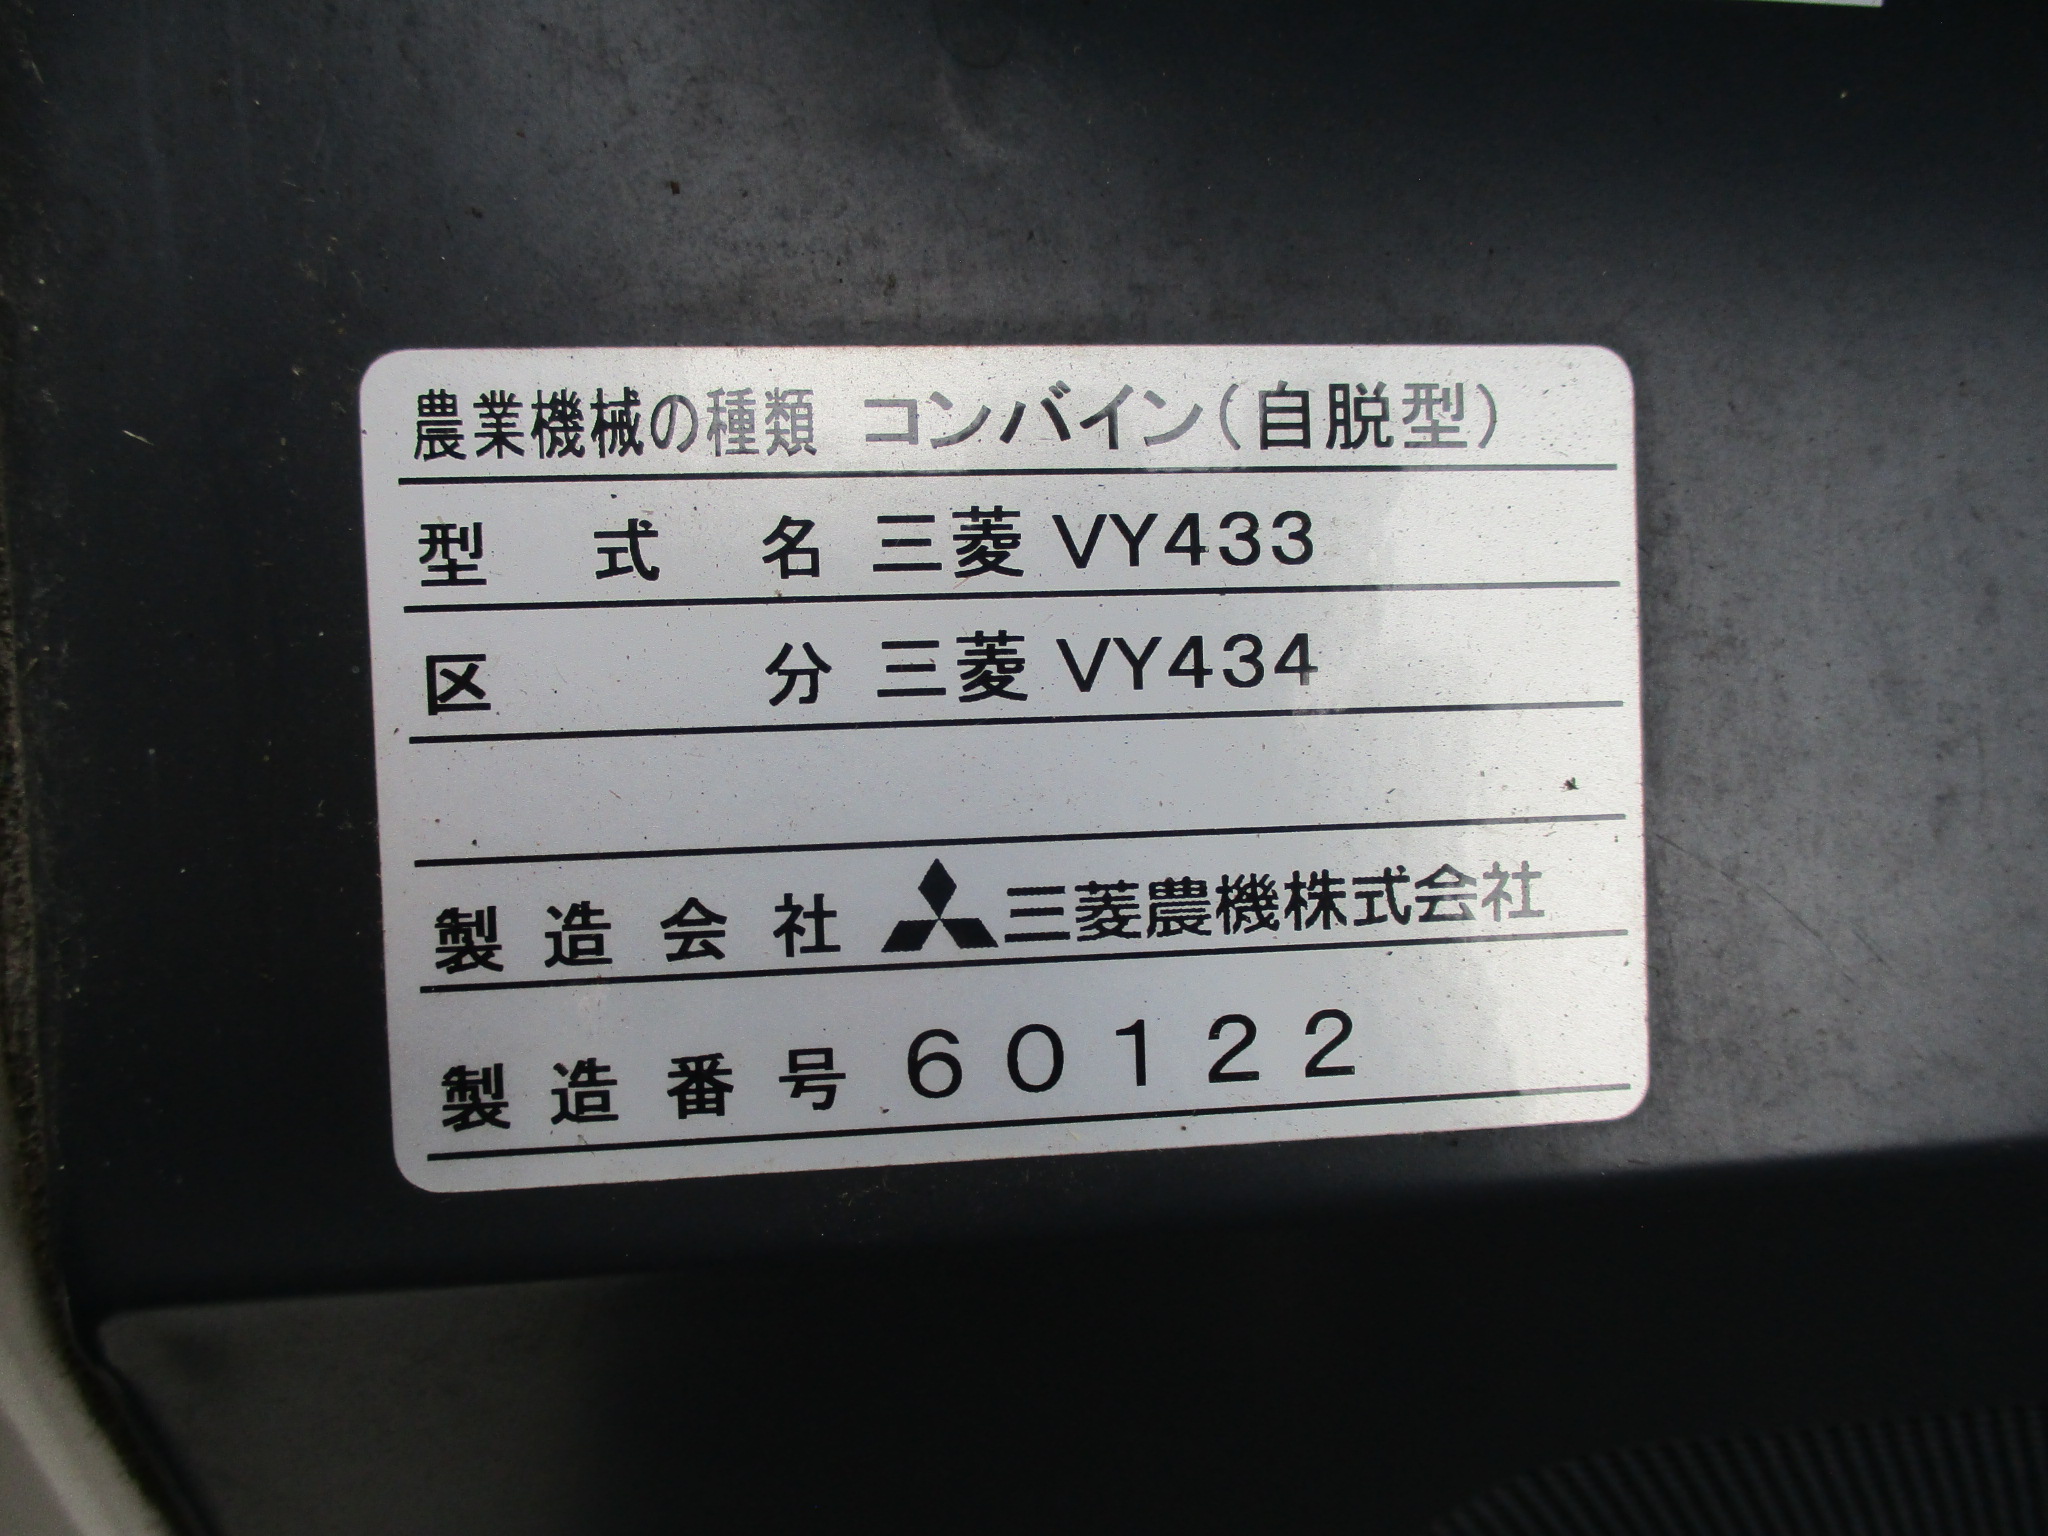 農業機械の種類 コンバイン(自脱型)
型式名 三菱 VY433
区分 三菱 VY434
製造会社 三菱農機株式会社
製造番号 60122